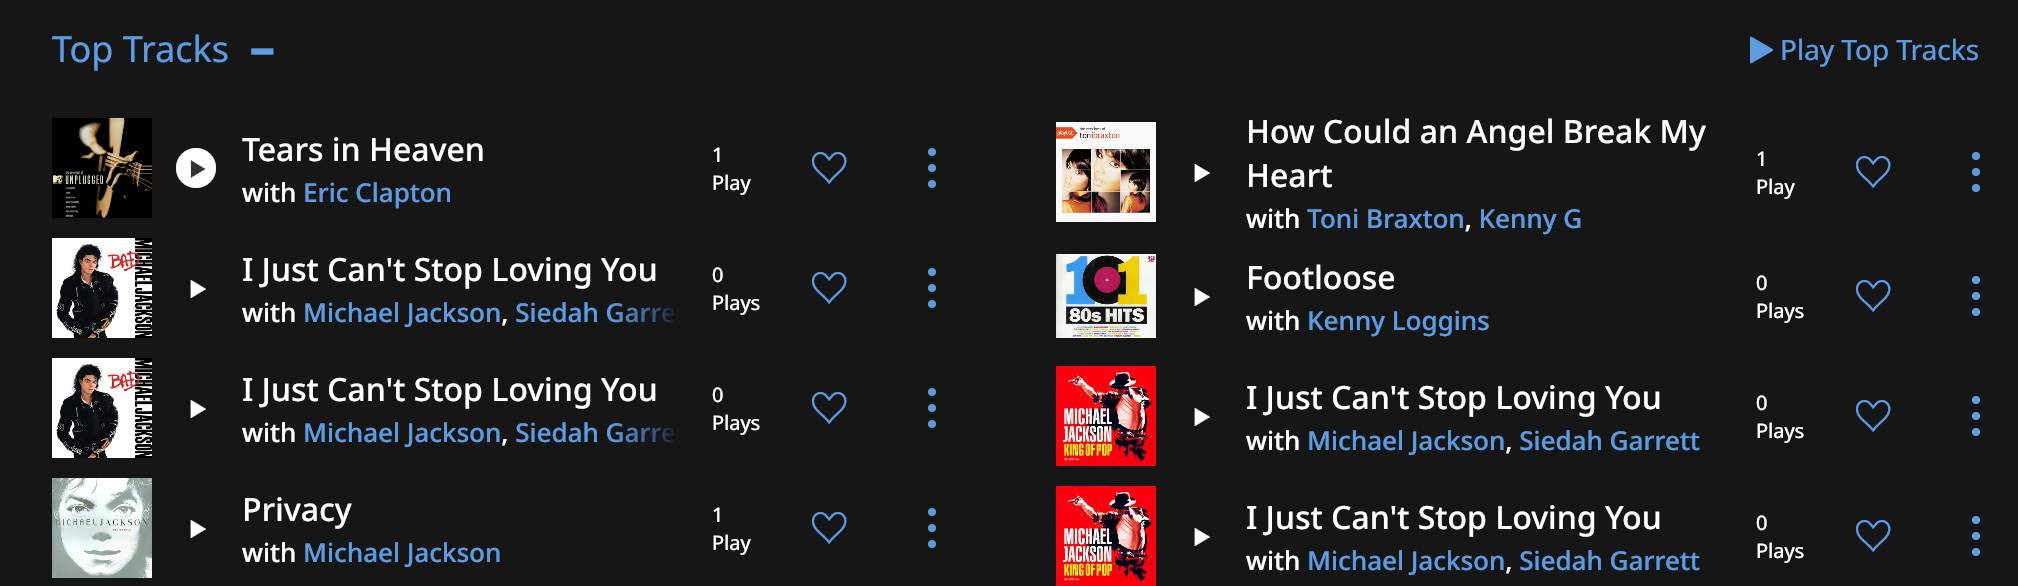 Top Tracks
Play Top Tracks
UNPLUGGED
Tears in Heaven
with Eric Clapton
1
Play
BAD
MICHAEL JACKSON
I Just Can't Stop Loving You
with Michael Jackson, Siedah Garre
0
Plays
BAD
MICHAEL JACKSON
I Just Can't Stop Loving You
with Michael Jackson, Siedah Garre
0
Plays
MICHAEL JACKSON
Privacy
with Michael Jackson
1
Play
playlist
the very best of
toni braxton
How Could an Angel Break My
Heart
with Toni Braxton, Kenny G
1
Play
101
80s HITS
Footloose
with Kenny Loggins
0
Plays
MICHAEL
JACKSON
KING OF POP
I Just Can't Stop Loving You
with Michael Jackson, Siedah Garrett
0
Plays
MICHAEL
JACKSON
KING OF POP
I Just Can't Stop Loving You
with Michael Jackson, Siedah Garrett
0
Plays